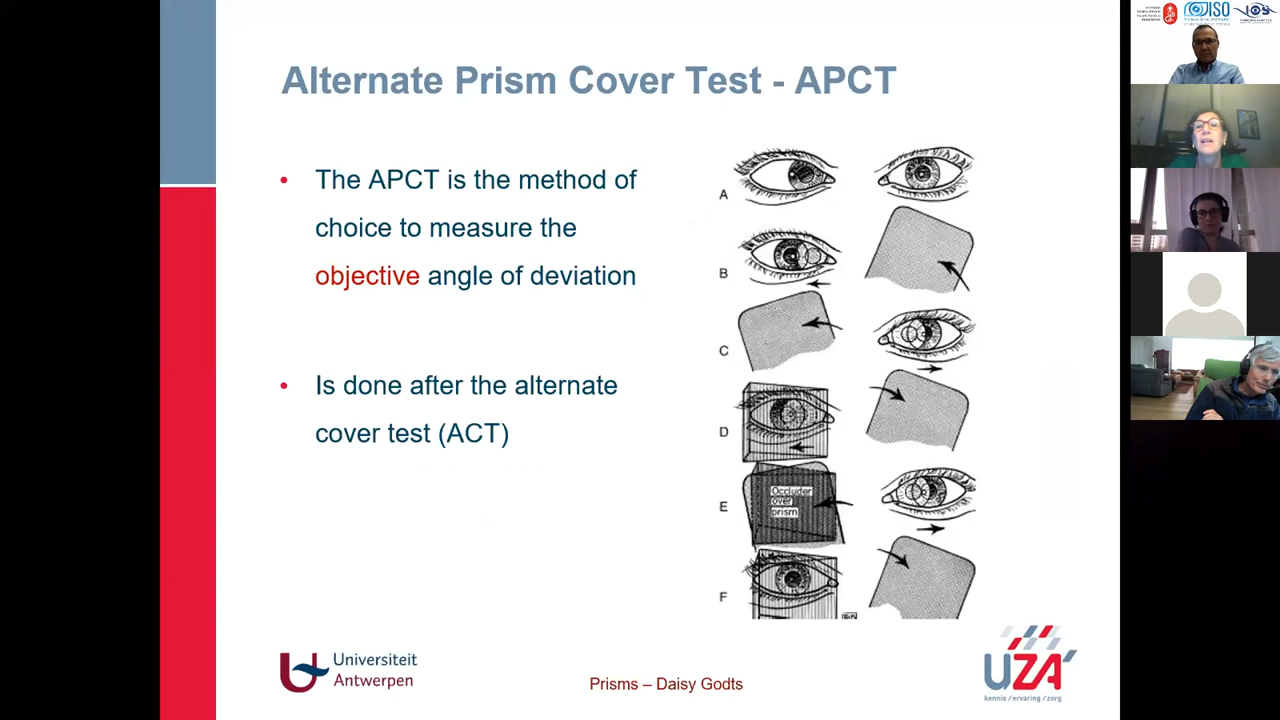 Alternate Prism Cover Test - APCT
• The APCT is the method of
choice to measure the
objective angle of deviation
• Is done after the alternate
cover test (ACT)
A
B
C
D
E
Occluder
over
prism
F
Universiteit
Antwerpen
Prisms – Daisy Godts
UZA
kennis / ervaring / zorg
ISO
IOS